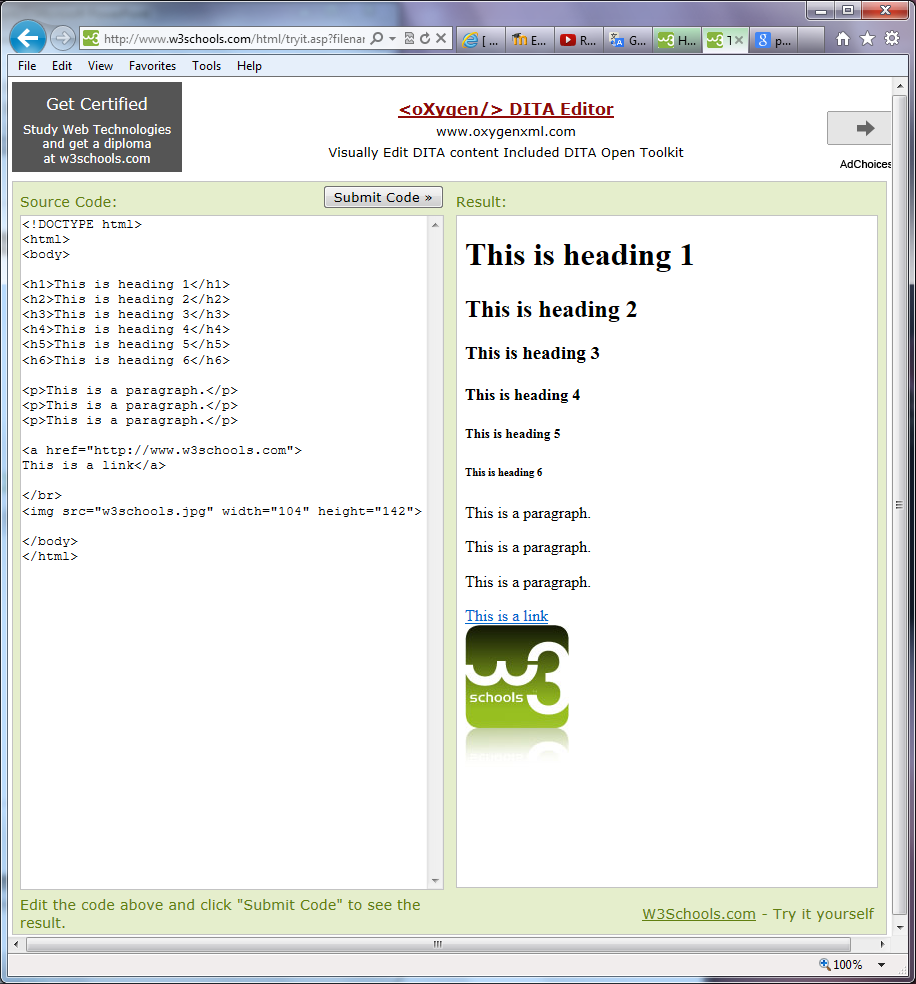 http://www.w3schools.com/html/tryit.asp?filenar
[ ...
E...
R...
G...
H...
T
p...
File Edit View Favorites Tools Help
Get Certified
Study Web Technologies
and get a diploma
at w3schools.com
<oXygen/> DITA Editor
www.oxygenxml.com
Visually Edit DITA content Included DITA Open Toolkit
AdChoices
Source Code:
Submit Code »
<!DOCTYPE html>
<html>
<body>
<h1>This is heading 1</h1>
<h2>This is heading 2</h2>
<h3>This is heading 3</h3>
<h4>This is heading 4</h4>
<h5>This is heading 5</h5>
<h6>This is heading 6</h6>
<p>This is a paragraph.</p>
<p>This is a paragraph.</p>
<p>This is a paragraph.</p>
<a href="http://www.w3schools.com">
This is a link</a>
</br>
<img src="w3schools.jpg" width="104" height="142">
</body>
</html>
Edit the code above and click "Submit Code" to see the
result.
Result:
This is heading 1
This is heading 2
This is heading 3
This is heading 4
This is heading 5
This is heading 6
This is a paragraph.
This is a paragraph.
This is a paragraph.
This is a link
w3
schools
W3Schools.com - Try it yourself
100%